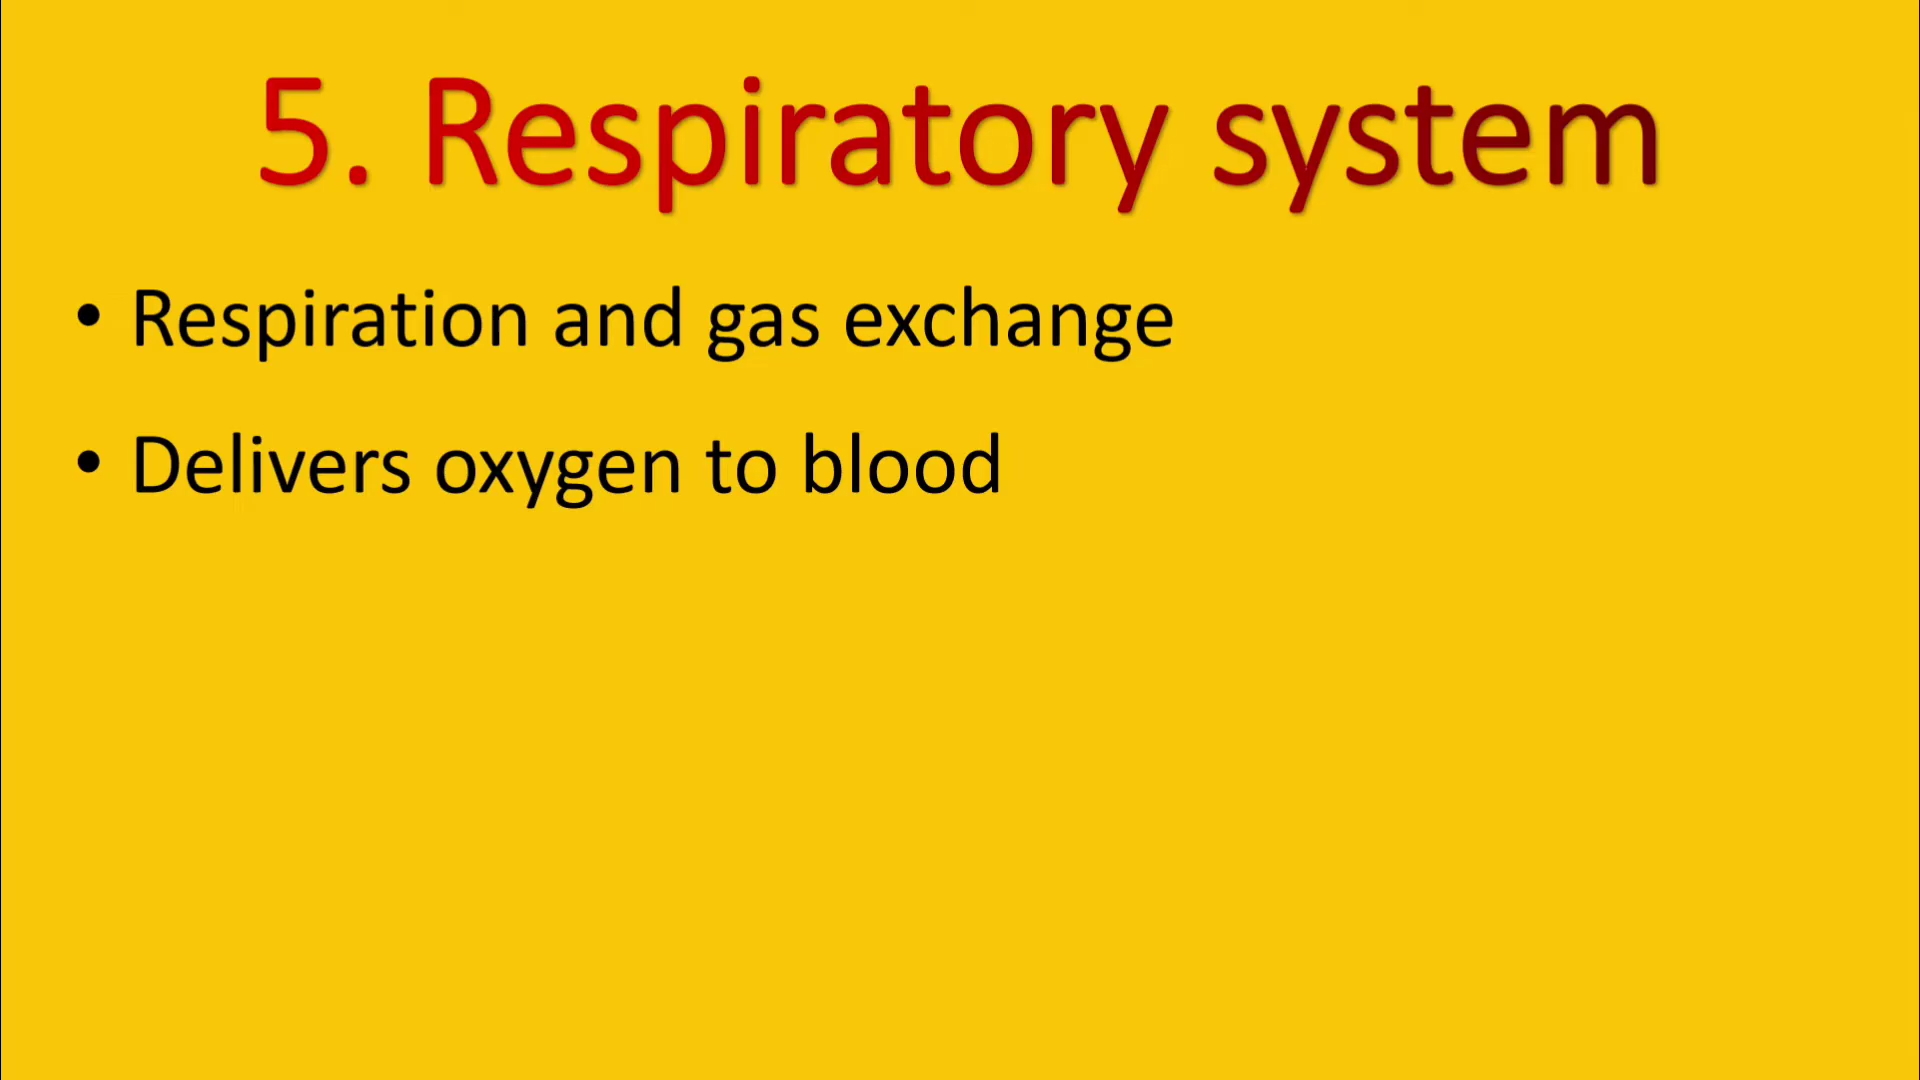 5. Respiratory system
• Respiration and gas exchange
• Delivers oxygen to blood